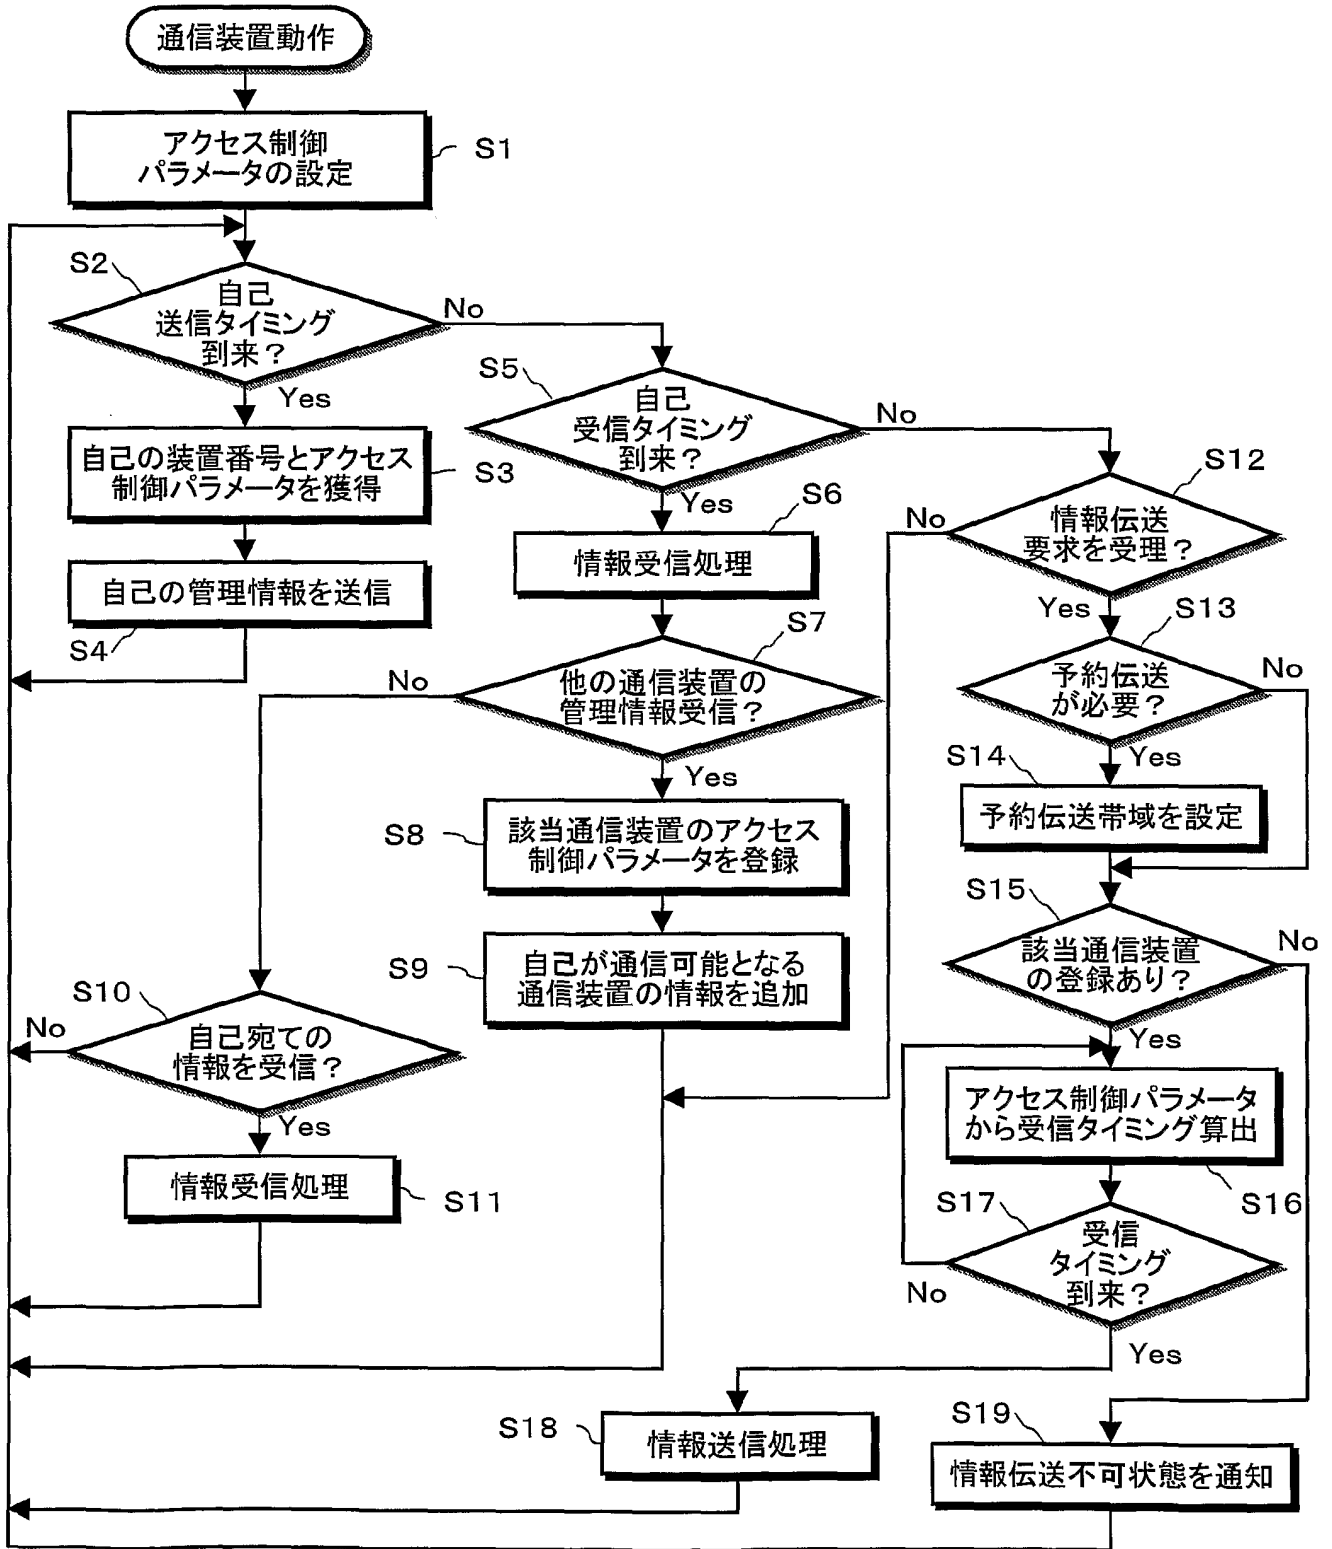 通信装置動作
アクセス制御
パラメータの設定
S1
S2
自己
送信タイミング
到来？
No
Yes
自己の装置番号とアクセス
制御パラメータを獲得
S3
自己の管理情報を送信
S4
S5
自己
受信タイミング
到来？
No
Yes
S6
情報受信処理
S7
他の通信装置の
管理情報受信？
No
Yes
S8
該当通信装置のアクセス
制御パラメータを登録
S9
自己が通信可能となる
通信装置の情報を追加
S10
自己宛ての
情報を受信？
No
Yes
情報受信処理
S11
S12
情報伝送
要求を受理？
No
Yes
S13
予約伝送
が必要？
No
Yes
S14
予約伝送帯域を設定
S15
該当通信装置
の登録あり？
No
Yes
アクセス制御パラメータ
から受信タイミング算出
S16
S17
受信
タイミング
到来？
No
Yes
S18
情報送信処理
S19
情報伝送不可状態を通知